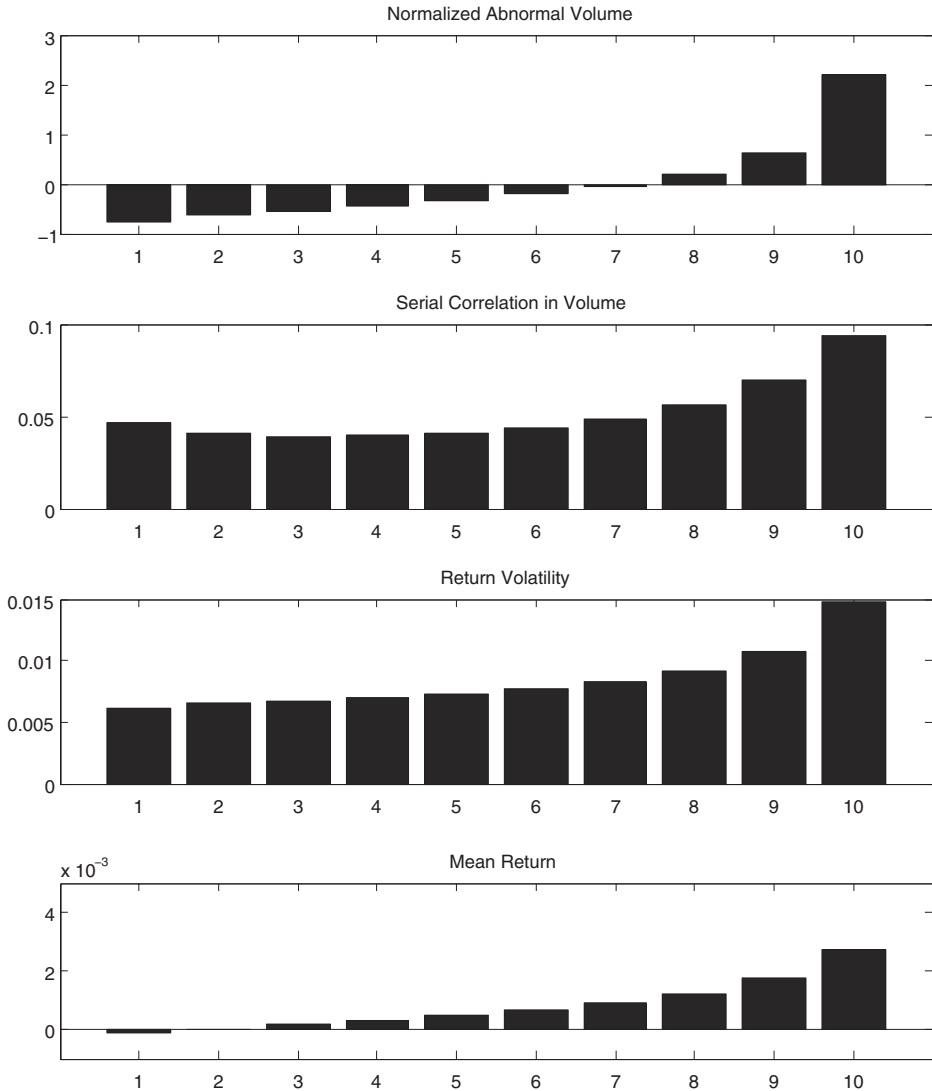 Normalized Abnormal Volume
3
2
1
0
−1
1 2 3 4 5 6 7 8 9 10
Serial Correlation in Volume
0.1
0.05
0
1 2 3 4 5 6 7 8 9 10
Return Volatility
0.015
0.01
0.005
0
1 2 3 4 5 6 7 8 9 10
Mean Return
x 10−3
4
2
0
1 2 3 4 5 6 7 8 9 10